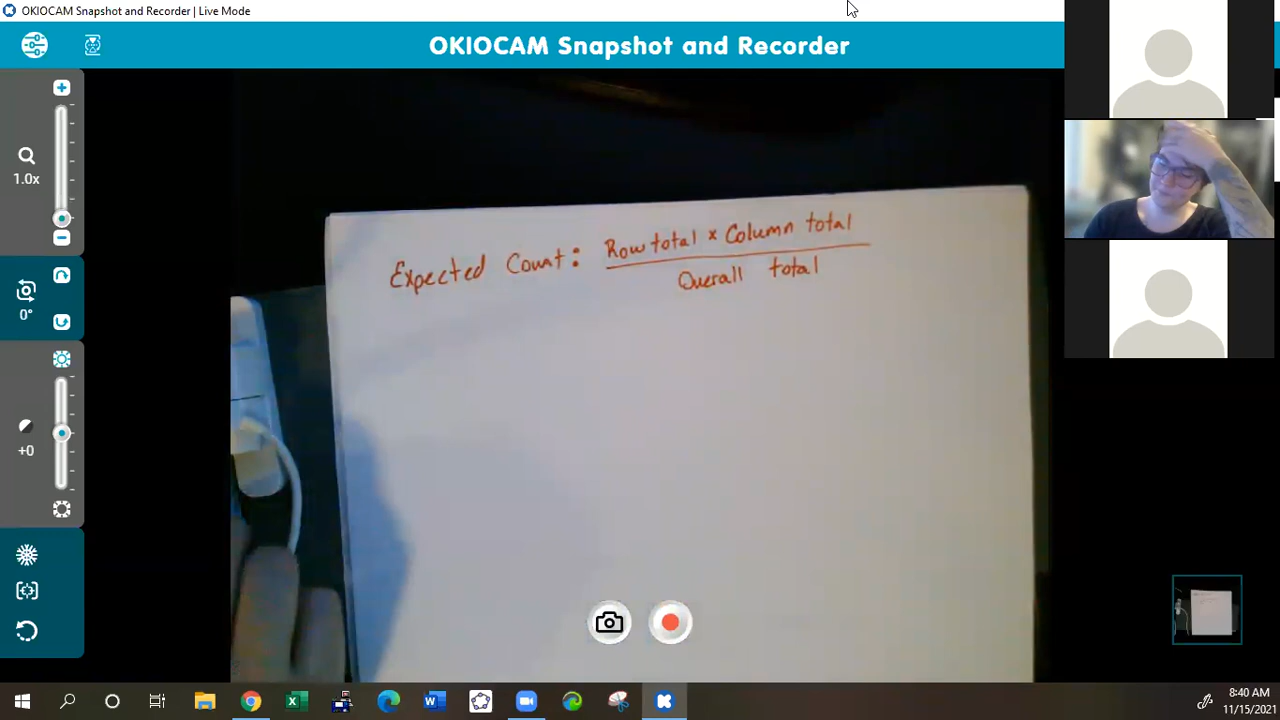 OKIOCAM Snapshot and Recorder | Live Mode
OKIOCAM Snapshot and Recorder
1.0x
0°
+0
Expected Count: Row total x Column total
Overall total
8:40 AM
11/15/2021